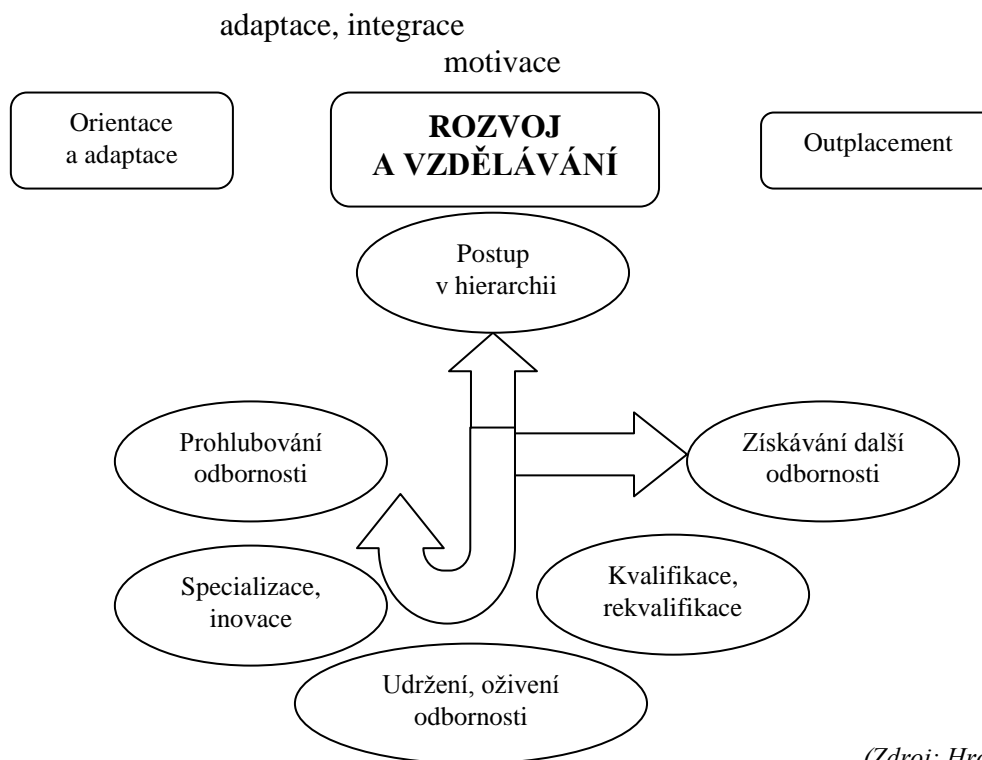 adaptace, integrace
motivace
Orientace
a adaptace
ROZVOJ
A VZDĚLÁVÁNÍ
Outplacement
Postup
v hierarchii
Prohlubování
odbornosti
Získávání další
odbornosti
Specializace,
inovace
Kvalifikace,
rekvalifikace
Udržení, oživení
odbornosti
(Zdroj: